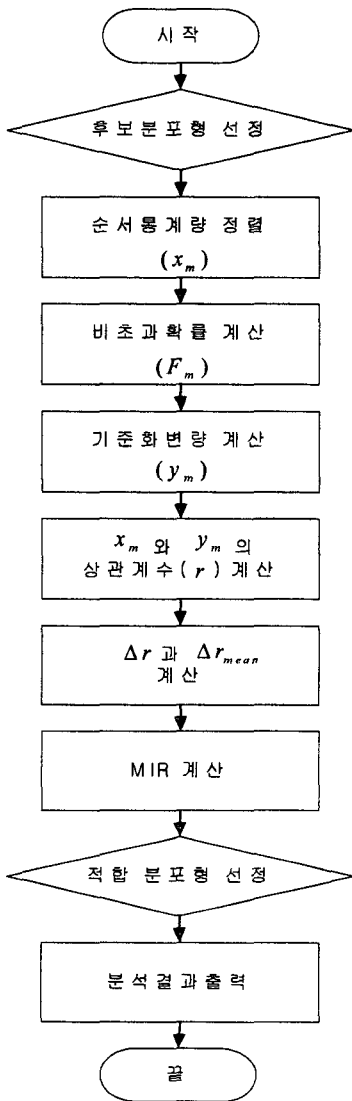 시작
후보분포형 선정
순서통계량 정렬
(x_m)
비초과확률 계산
(F_m)
기준화변량 계산
(y_m)
x_m 와 y_m 의
상관계수(r) 계산
Δr 과 Δr_mean
계산
MIR 계산
적합 분포형 선정
분석결과출력
끝